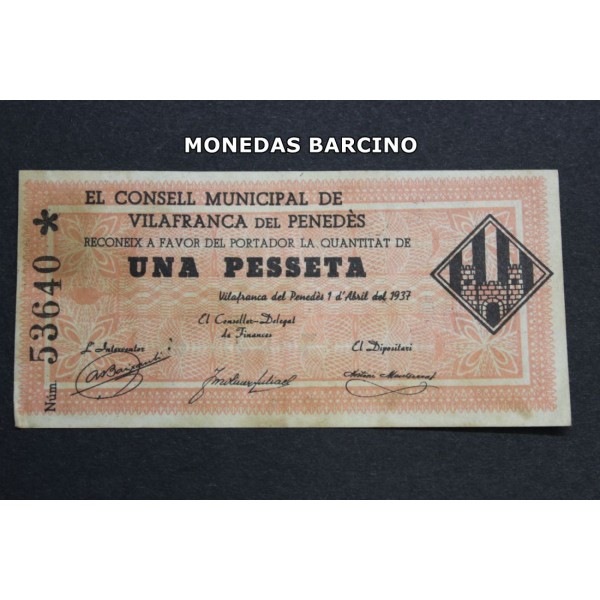 MONEDAS BARCINO
EL CONSELL MUNICIPAL DE
VILAFRANCA DEL PENEDÈS
RECONEIX A FAVOR DEL PORTADOR LA QUANTITAT DE
UNA PESSETA
Vilafranca del Penedès 1 d'Abril del 1937
El Conseller-Delegat
de Finances
L'Interventor
El Dipositari
Núm. 53640 *